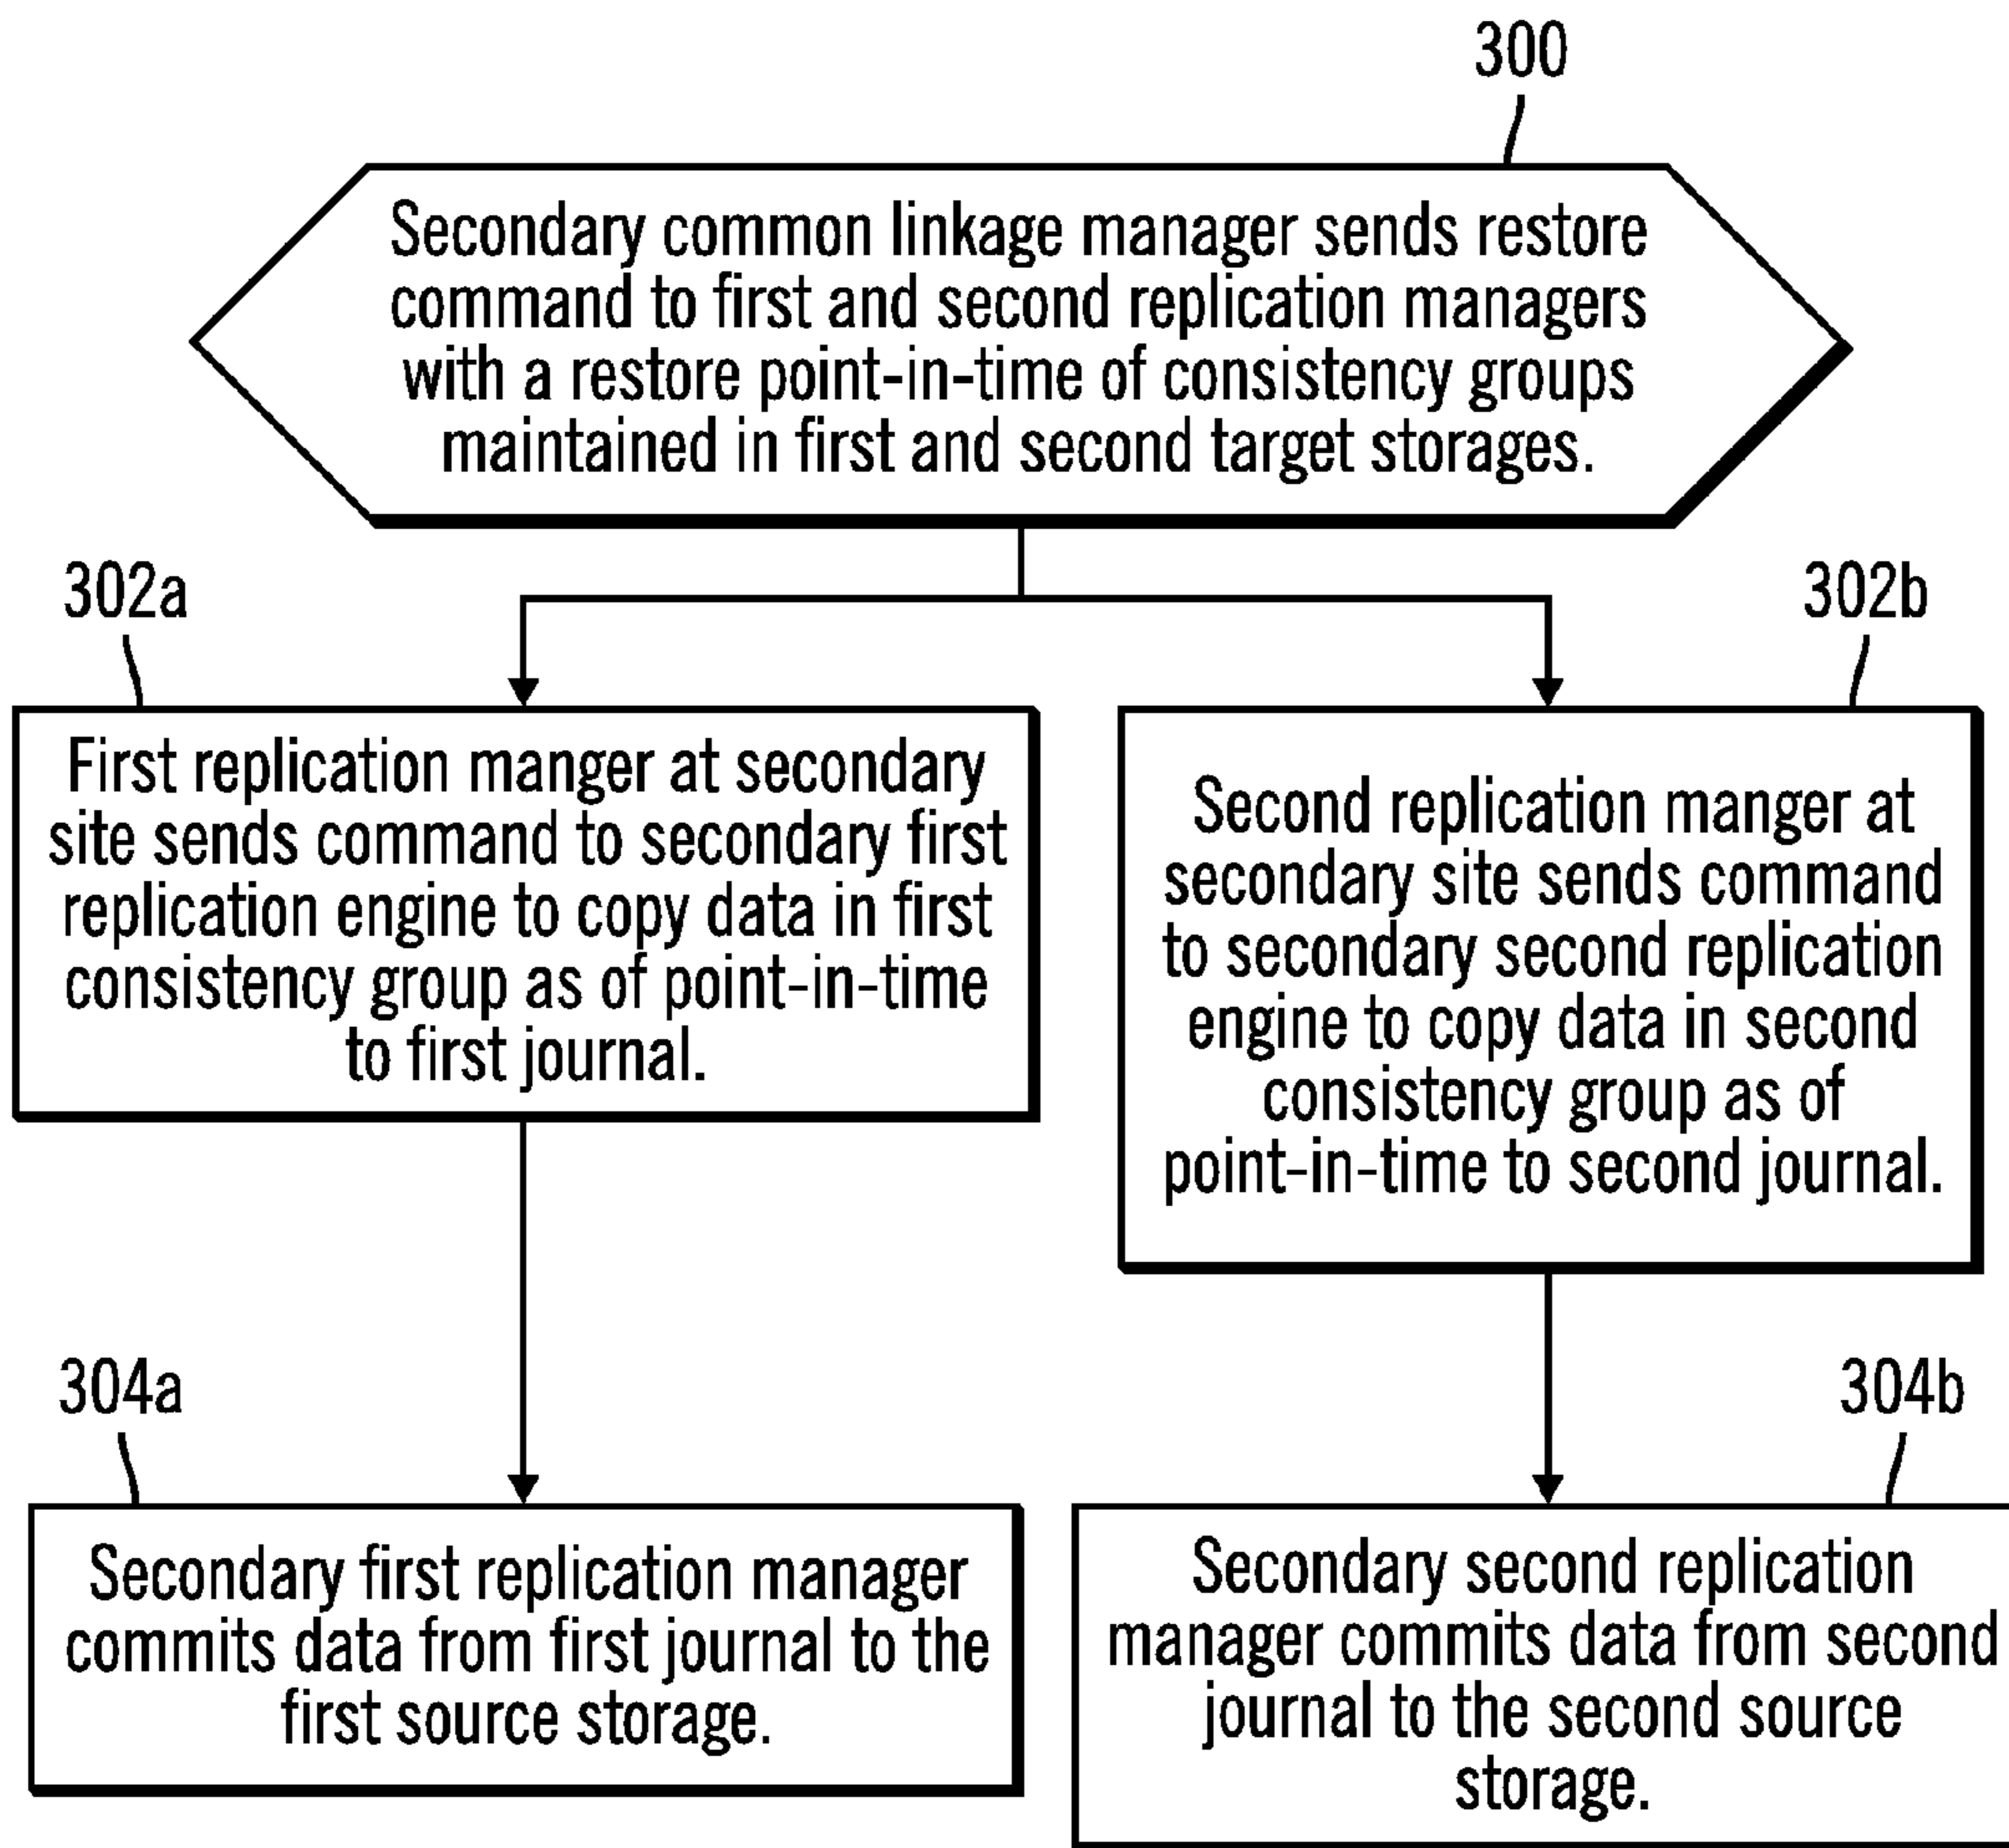 300
Secondary common linkage manager sends restore
command to first and second replication managers
with a restore point-in-time of consistency groups
maintained in first and second target storages.
302a
First replication manger at secondary
site sends command to secondary first
replication engine to copy data in first
consistency group as of point-in-time
to first journal.
302b
Second replication manger at
secondary site sends command
to secondary second replication
engine to copy data in second
consistency group as of
point-in-time to second journal.
304a
Secondary first replication manager
commits data from first journal to the
first source storage.
304b
Secondary second replication
manager commits data from second
journal to the second source
storage.